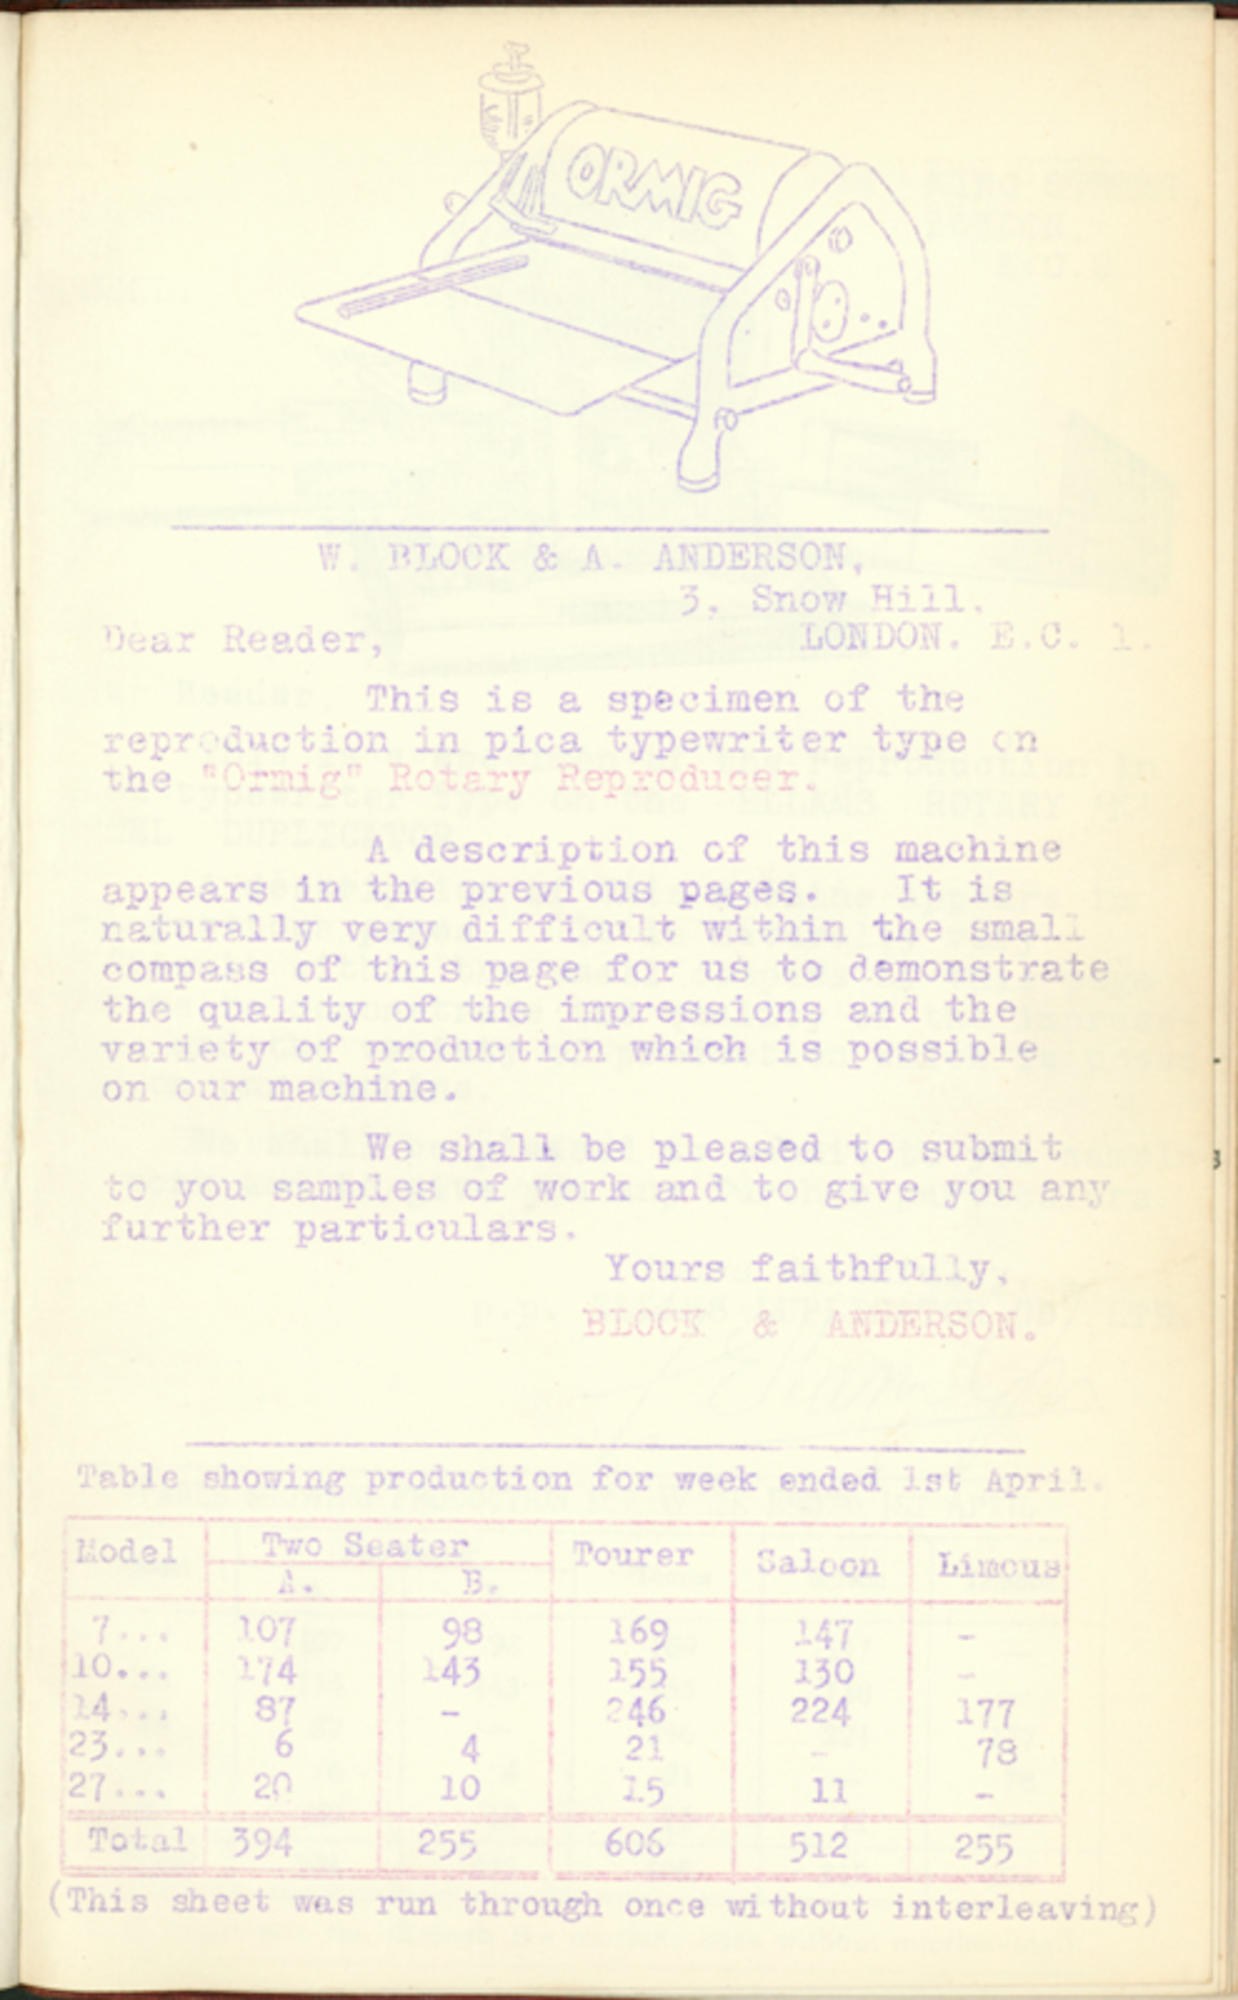 ORMIG
W. BLOCK & A. ANDERSON,
3, Snow Hill,
Dear Reader, LONDON. E.C. 1.
This is a specimen of the
reproduction in pica typewriter type on
the "Ormig" Rotary Reproducer.
A description of this machine
appears in the previous pages. It is
naturally very difficult within the small
compass of this page for us to demonstrate
the quality of the impressions and the
variety of production which is possible
on our machine.
We shall be pleased to submit
to you samples of work and to give you any
further particulars.
Yours faithfully,
BLOCK & ANDERSON.
Table showing production for week ended 1st April.
Model Two Seater Tourer Saloon Limous
A. B.
7... 107 98 169 147 -
10... 174 143 155 130 -
14... 87 - 246 224 177
23... 6 4 21 - 78
27... 20 10 15 11 -
Total 394 255 606 512 255
(This sheet was run through once without interleaving)